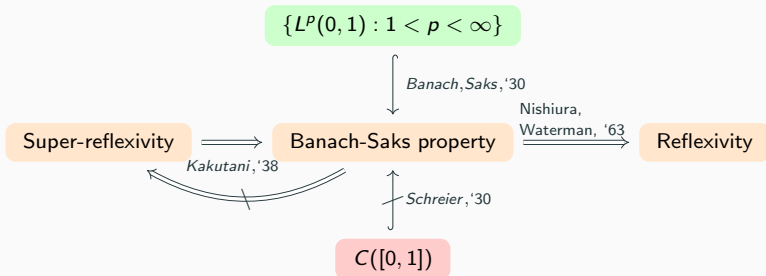 {L^p(0, 1) : 1 < p < ∞}
Banach,Saks,‘30
Nishiura,
Waterman, ‘63
Super-reflexivity
Banach-Saks property
Reflexivity
Kakutani,‘38
Schreier,‘30
C([0, 1])